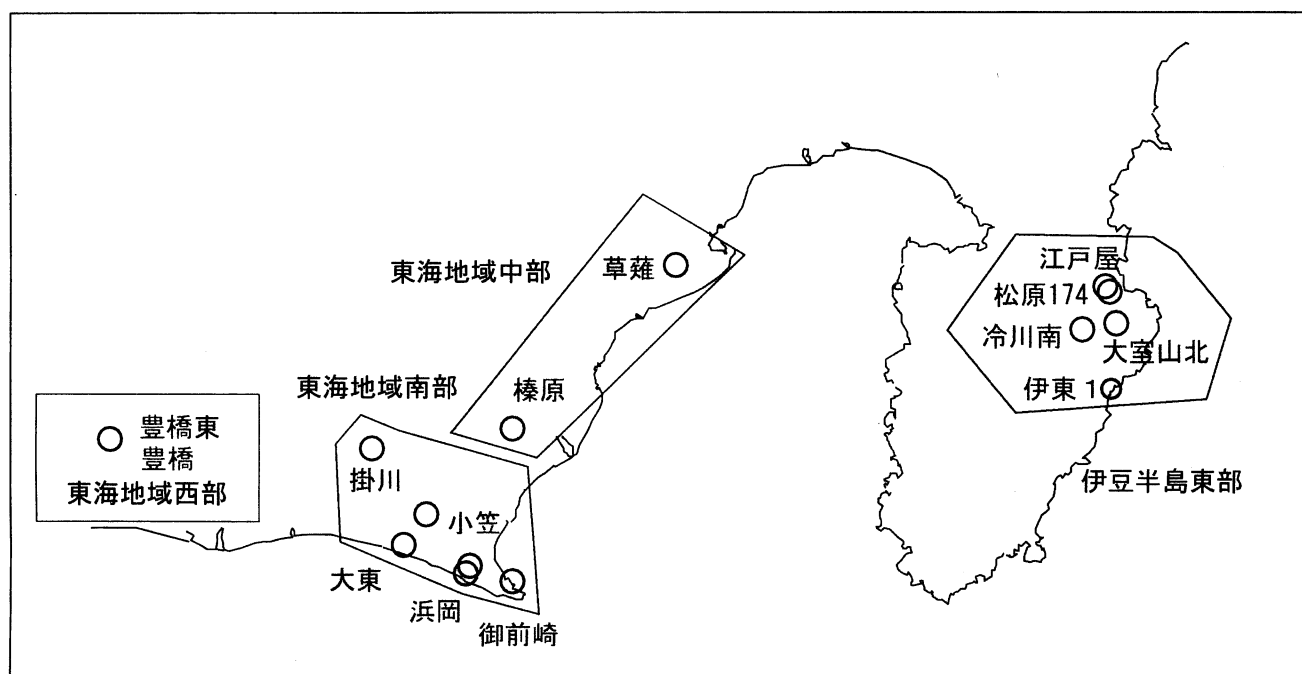 江戸屋
松原174
冷川南
大室山北
伊東 1
伊豆半島東部
東海地域中部
草薙
榛原
東海地域南部
掛川
小笠
大東
浜岡
御前崎
豊橋東
豊橋
東海地域西部